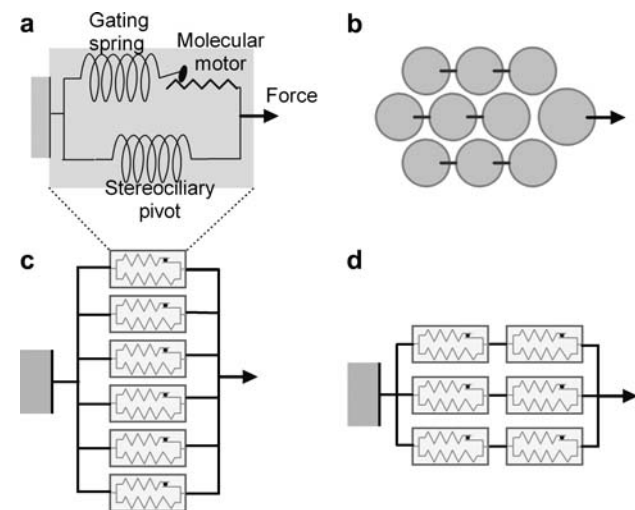 a
Gating
spring
Molecular
motor
Force
Stereociliary
pivot
b
c
d